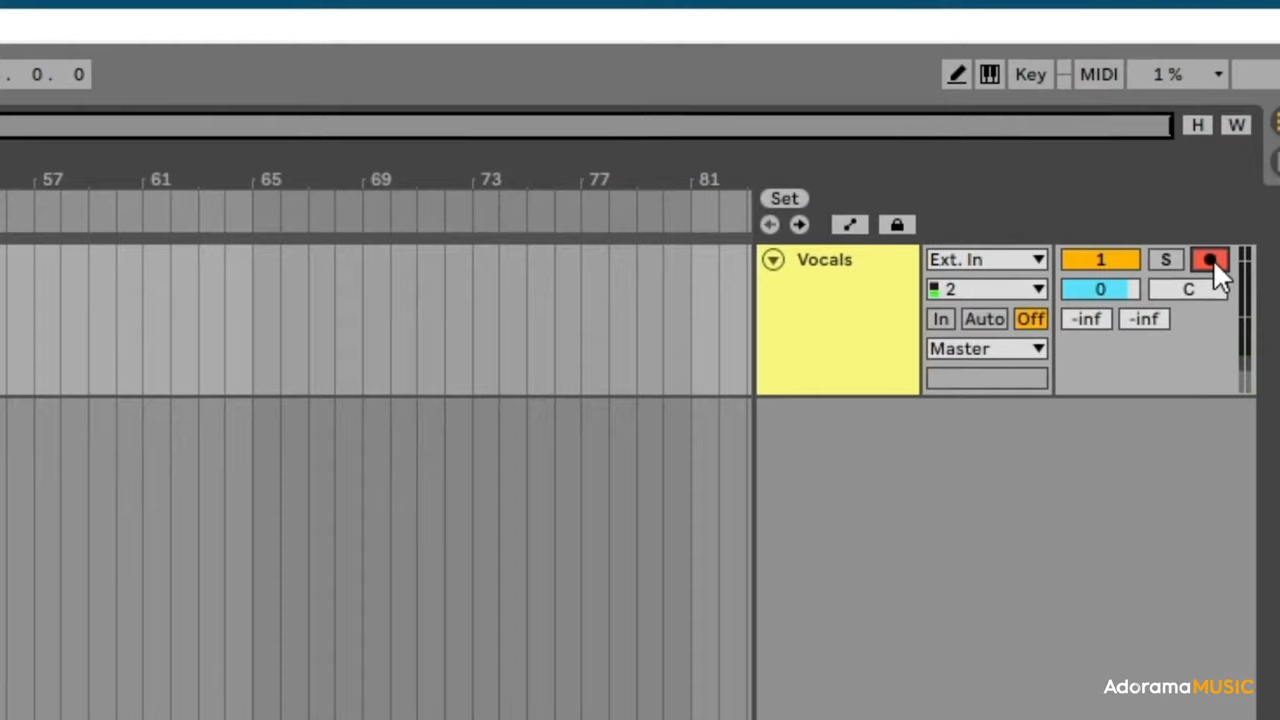 . 0. 0
Key MIDI 1 %
H W
57 61 65 69 73 77 81
Set
Vocals Ext. In 1 S
2 0 C
In Auto Off -inf -inf
Master
AdoramaMUSIC